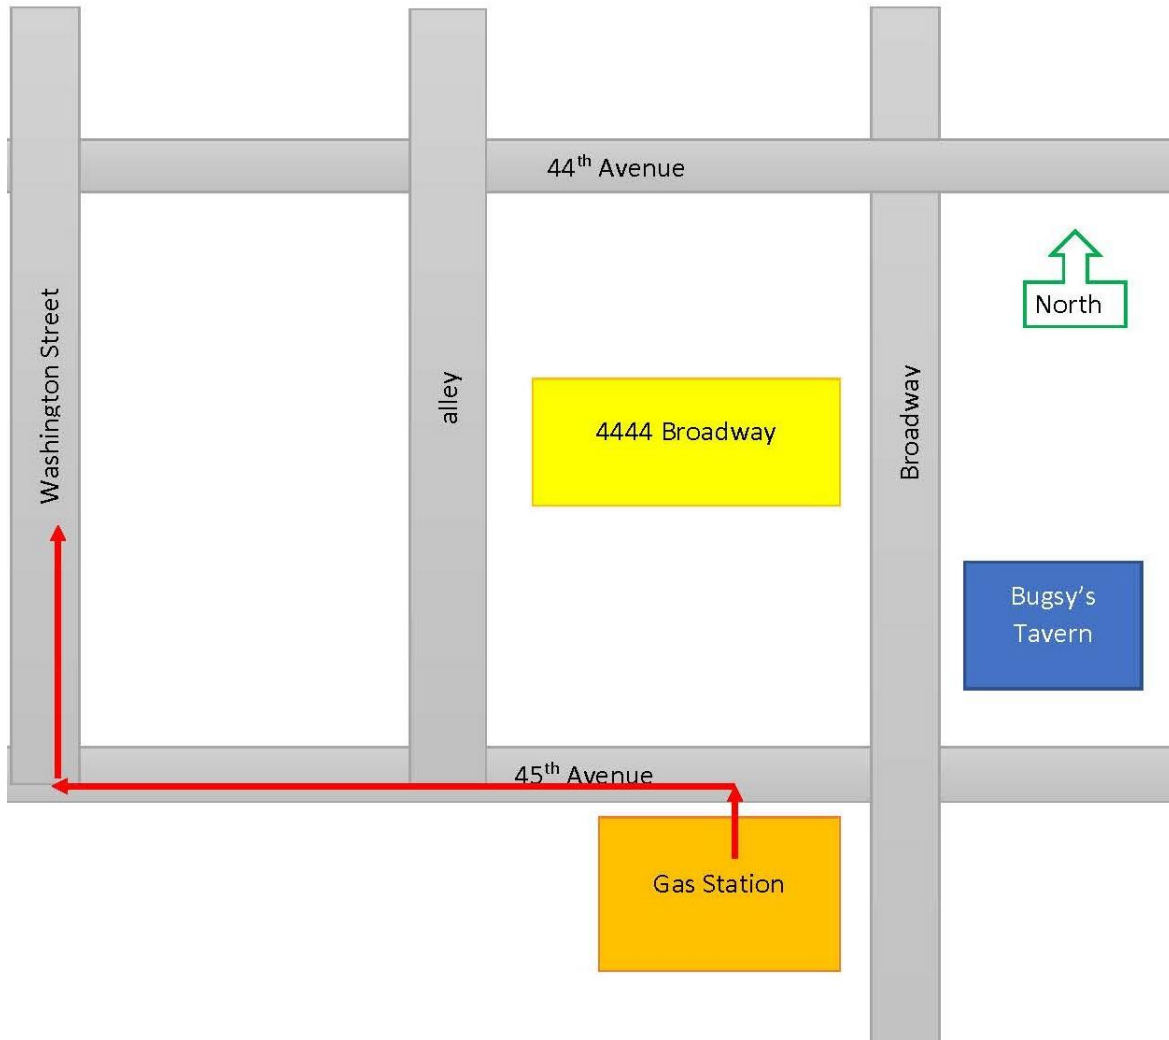 44th Avenue
North
Washington Street
alley
4444 Broadway
Broadway
Bugsy’s
Tavern
45th Avenue
Gas Station